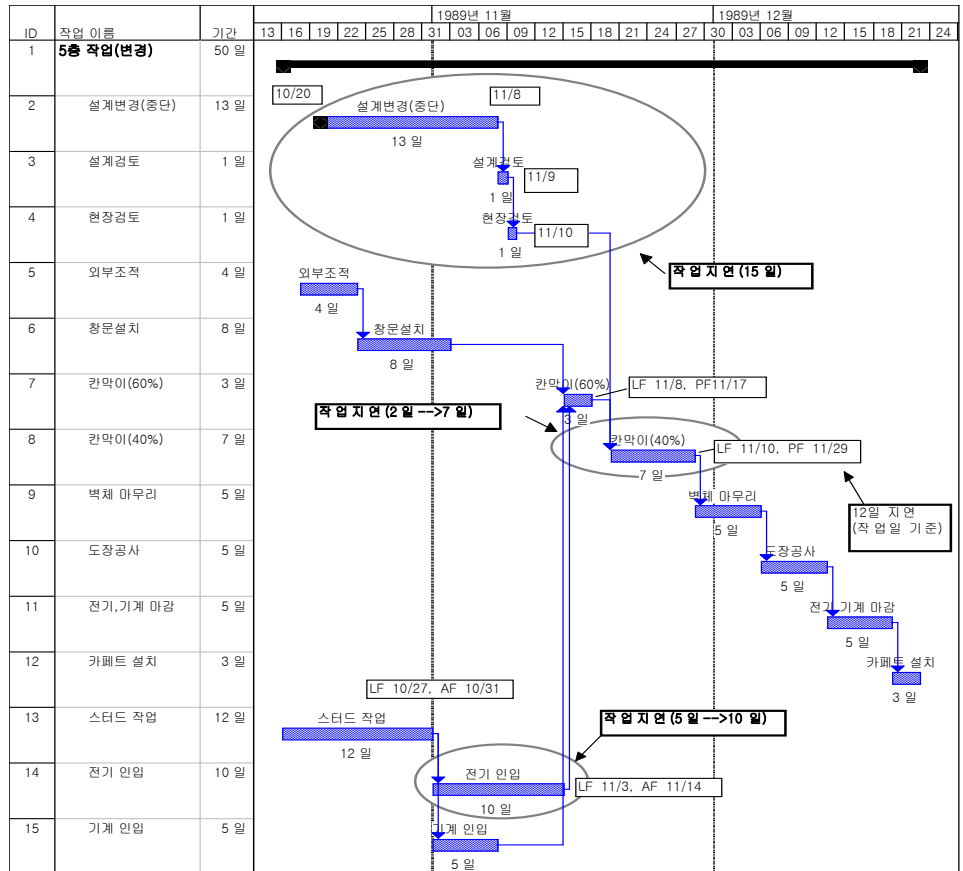 1989년 11월 1989년 12월
ID 작업 이름 기간 13 16 19 22 25 28 31 03 06 09 12 15 18 21 24 27 30 03 06 09 12 15 18 21 24
1 5층 작업(변경) 50 일
10/20 11/8
2 설계변경(중단) 13 일 설계변경(중단)
13 일
3 설계검토 1 일 설계검토
11/9
1 일
4 현장검토 1 일 현장검토
11/10
1 일
작업지연(15 일)
5 외부조적 4 일 외부조적
4 일
6 창문설치 8 일 창문설치
8 일
7 칸막이(60%) 3 일 칸막이(60%) LF 11/8, PF11/17
작업지연(2 일-->7 일) 3 일
8 칸막이(40%) 7 일 칸막이(40%) LF 11/10, PF 11/29
7 일
9 벽체 마무리 5 일 벽체 마무리
12일 지연
(작업일 기준)
5 일
10 도장공사 5 일 도장공사
5 일
11 전기,기계 마감 5 일 전기,기계 마감
5 일
12 카페트 설치 3 일 카페트 설치
LF 10/27, AF 10/31 3 일
13 스터드 작업 12 일 스터드 작업 작업지연(5 일-->10 일)
12 일
14 전기 인입 10 일 전기 인입
LF 11/3, AF 11/14
10 일
15 기계 인입 5 일 기계 인입
5 일